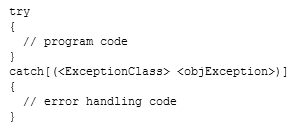 try
{
  // program code
}
catch[(<ExceptionClass> <objException>)]
{
  // error handling code
}